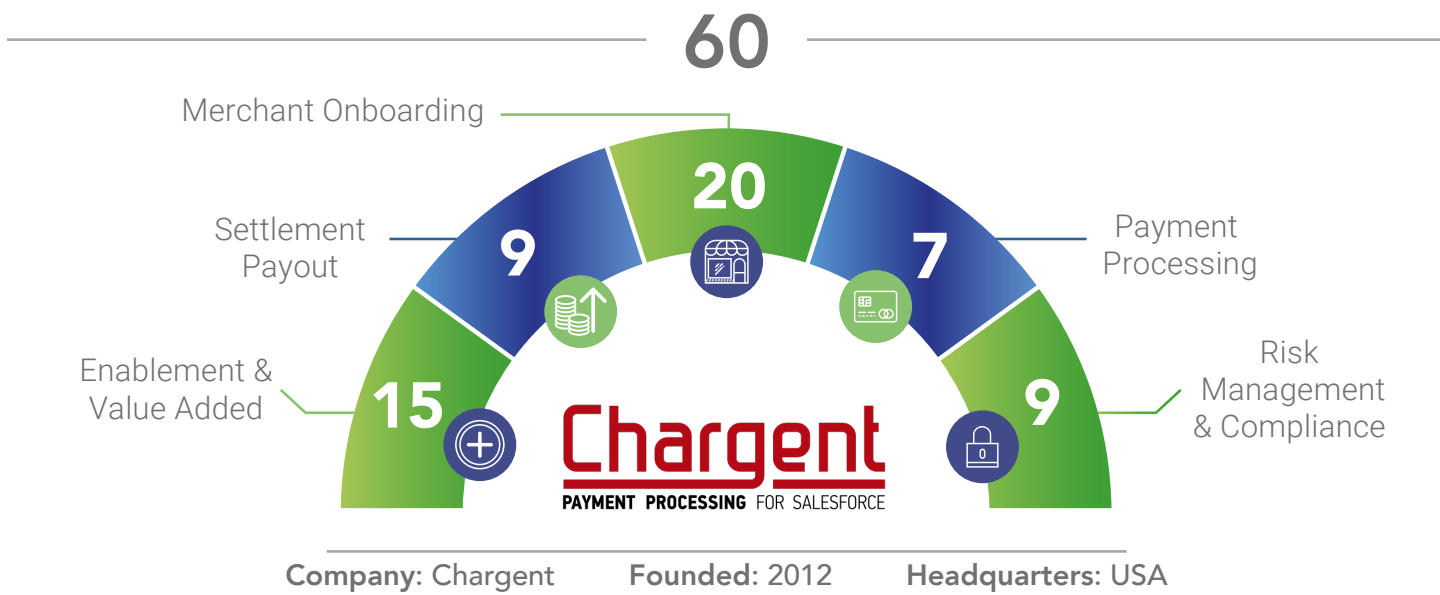 60
Merchant Onboarding
20
Settlement
Payout
9
7
Payment
Processing
Enablement &
Value Added
15
9
Risk
Management
& Compliance
0
Chargent
PAYMENT PROCESSING FOR SALESFORCE
Company: Chargent Founded: 2012 Headquarters: USA